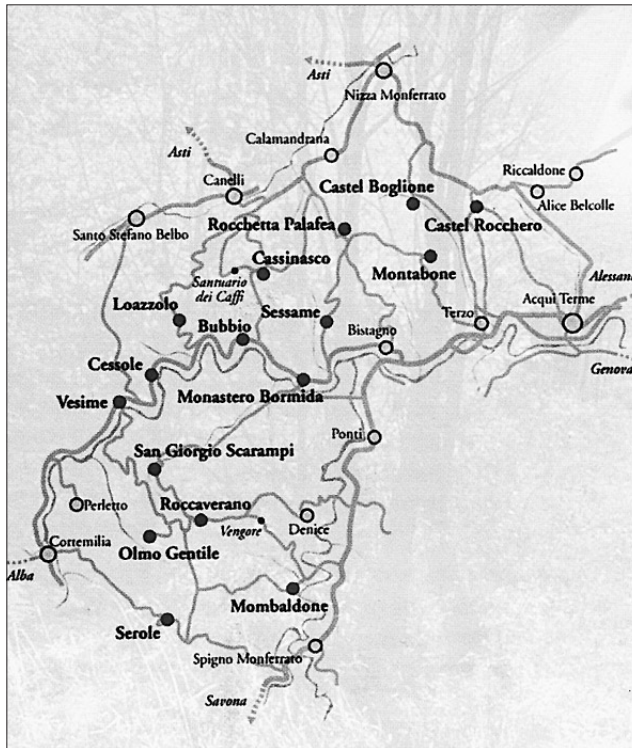 Asti
Nizza Monferrato
Calamandrana
Asti
Riccaldone
Canelli
Castel Boglione
Alice Belcolle
Santo Stefano Belbo
Rocchetta Palafea
Castel Rocchero
Cassinasco
Santuario
dei Caffi
Montabone
Alessan
Loazzolo
Sessame
Acqui Terme
Bubbio
Bistagno
Terzo
Cessole
Genova
Vesime
Monastero Bormida
Ponti
San Giorgio Scarampi
Perletto
Roccaverano
Vengore
Denice
Olmo Gentile
Cortemilia
Alba
Mombaldone
Serole
Spigno Monferrato
Savona